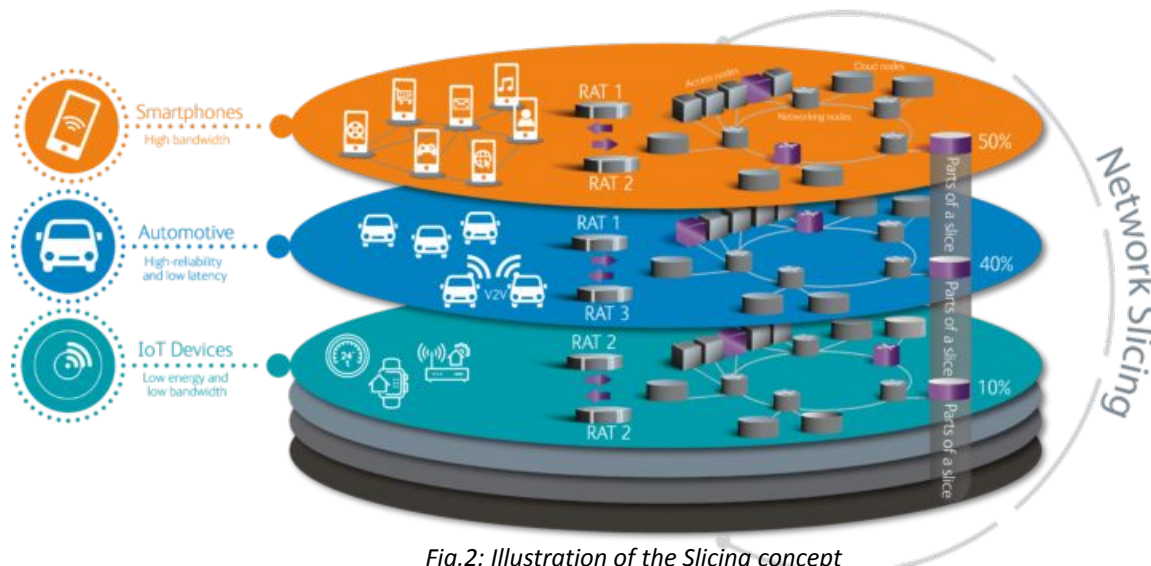 Smartphones
High bandwidth
RAT 1
RAT 2
Access nodes
Cloud nodes
Networking nodes
50%
Parts of a slice
Automotive
High-reliability
and low latency
V2V
RAT 1
RAT 3
40%
Parts of a slice
IoT Devices
Low energy and
low bandwidth
24°
RAT 2
RAT 2
10%
Parts of a slice
Network Slicing
Fig.2: Illustration of the Slicing concept